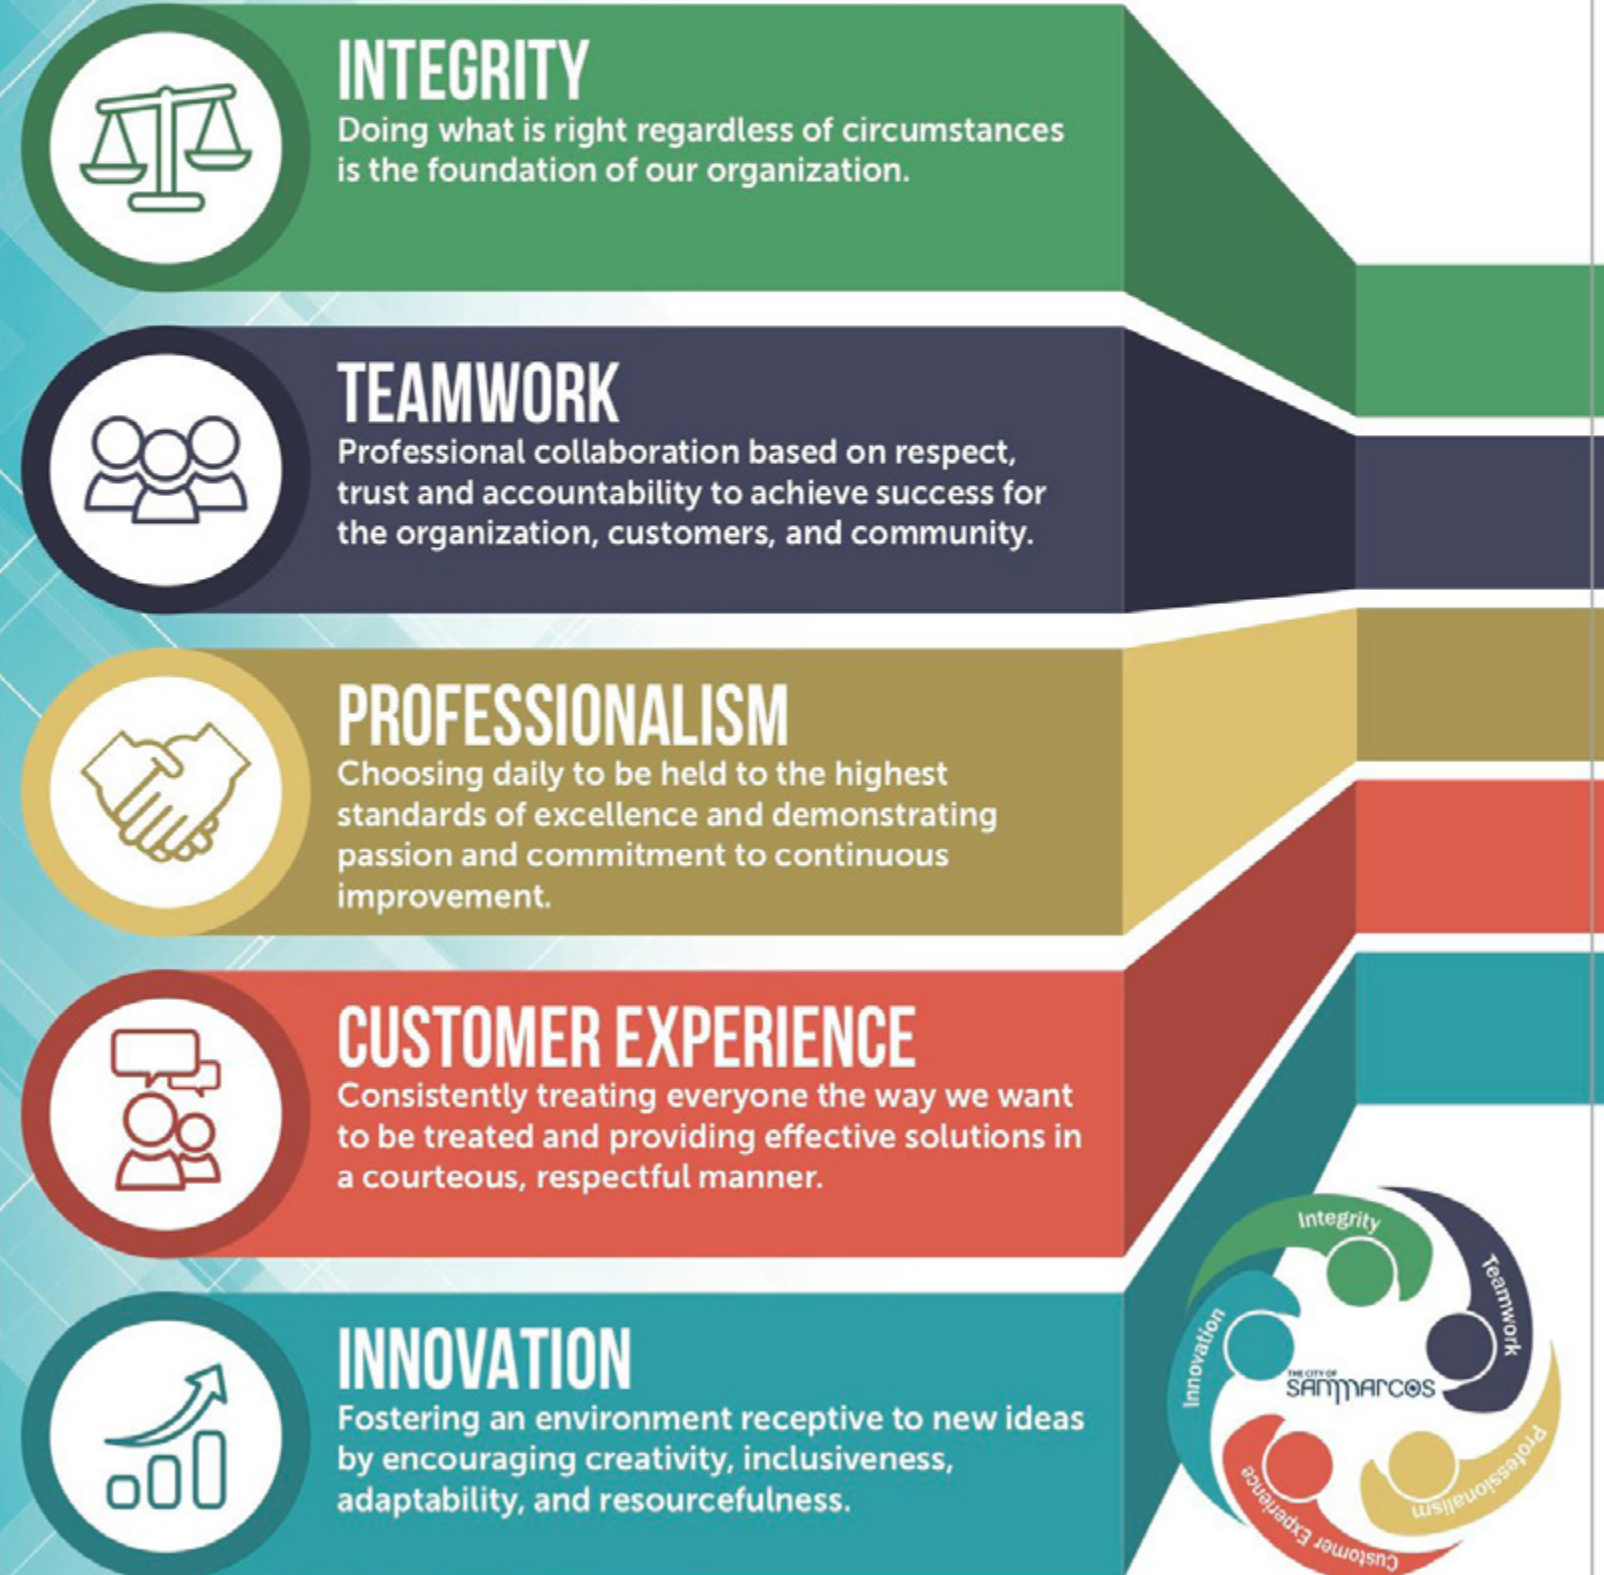 INTEGRITY
Doing what is right regardless of circumstances
is the foundation of our organization.
TEAMWORK
Professional collaboration based on respect,
trust and accountability to achieve success for
the organization, customers, and community.
PROFESSIONALISM
Choosing daily to be held to the highest
standards of excellence and demonstrating
passion and commitment to continuous
improvement.
CUSTOMER EXPERIENCE
Consistently treating everyone the way we want
to be treated and providing effective solutions in
a courteous, respectful manner.
INNOVATION
Fostering an environment receptive to new ideas
by encouraging creativity, inclusiveness,
adaptability, and resourcefulness.
Integrity
Teamwork
Professionalism
Customer Experience
Innovation
THE CITY OF
SANMARCOS